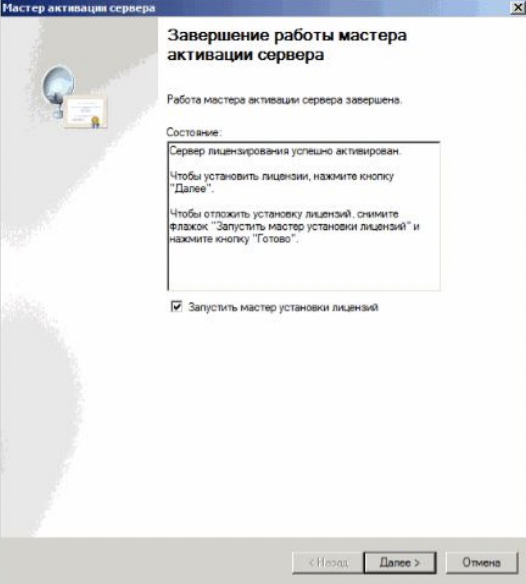 Мастер активации сервера
Завершение работы мастера
активации сервера
Работа мастера активации сервера завершена.
Состояние:
Сервер лицензирования успешно активирован.
Чтобы установить лицензии, нажмите кнопку
"Далее".
Чтобы отложить установку лицензий, снимите
флажок "Запустить мастер установки лицензий" и
нажмите кнопку "Готово".
Запустить мастер установки лицензий
< Назад
Далее >
Отмена